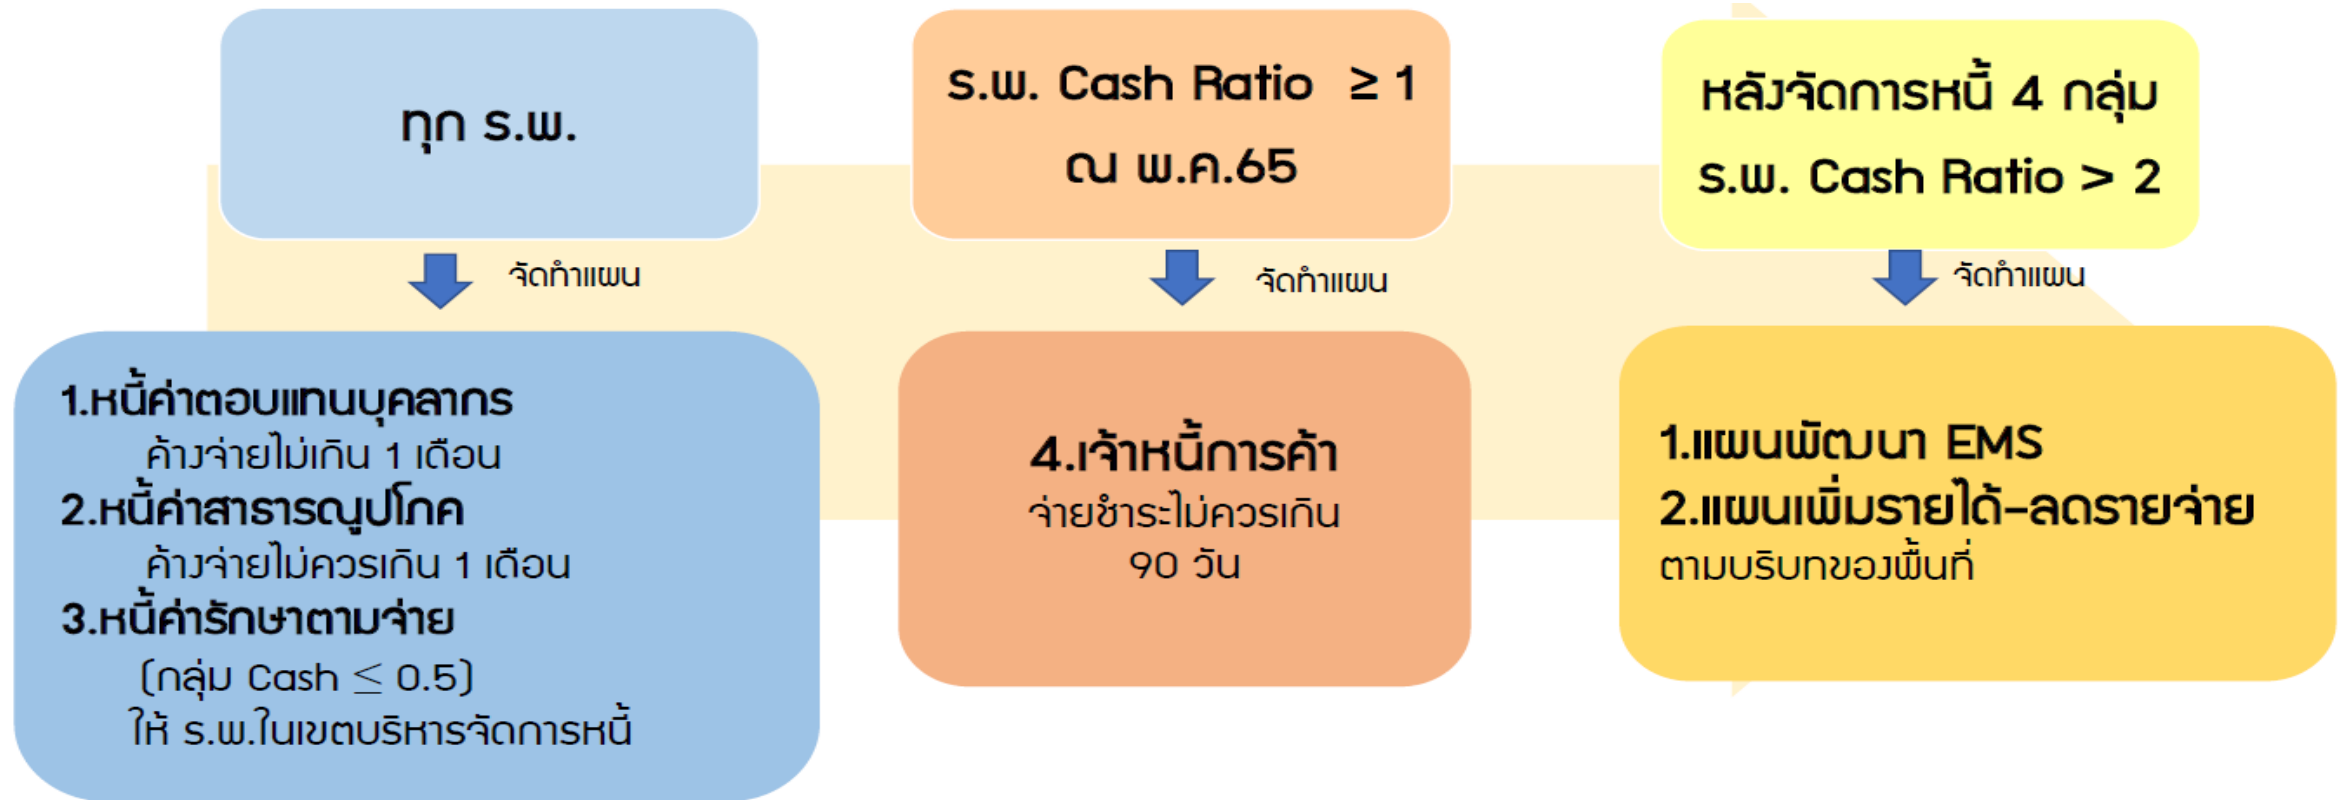 ทุก ร.พ.
จัดทำแผน
1.หนี้ค่าตอบแทนบุคลากร
ค้างจ่ายไม่เกิน 1 เดือน
2.หนี้ค่าสาธารณูปโภค
ค้างจ่ายไม่ควรเกิน 1 เดือน
3.หนี้ค่ารักษาตามจ่าย
(กลุ่ม Cash ≤ 0.5)
ให้ ร.พ.ในเขตบริหารจัดการหนี้
ร.พ. Cash Ratio ≥ 1
ณ พ.ค.65
จัดทำแผน
4.เจ้าหนี้การค้า
จ่ายชำระไม่ควรเกิน
90 วัน
หลังจัดการหนี้ 4 กลุ่ม
ร.พ. Cash Ratio > 2
จัดทำแผน
1.แผนพัฒนา EMS
2.แผนเพิ่มรายได้-ลดรายจ่าย
ตามบริบทของพื้นที่